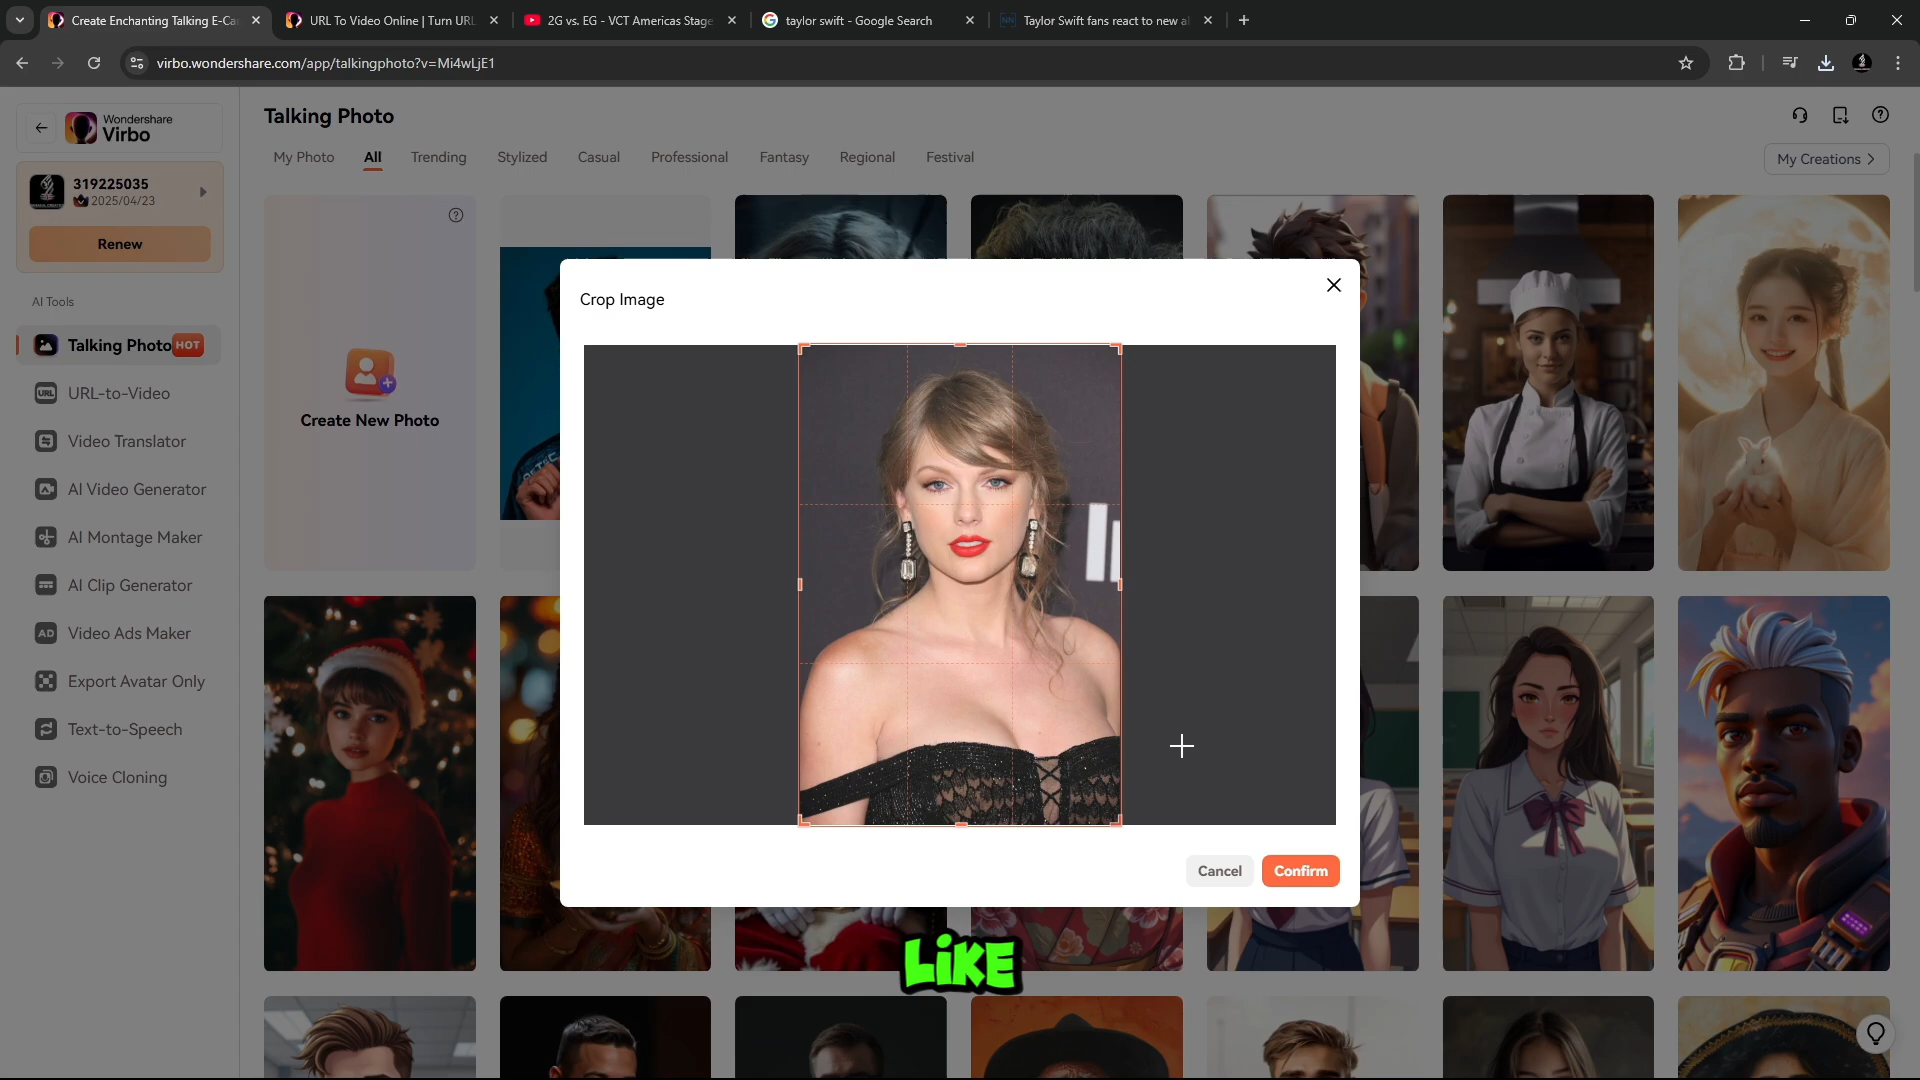 Create Enchanting Talking E-Ca
URL To Video Online | Turn URL
2G vs. EG - VCT Americas Stage
taylor swift - Google Search
Taylor Swift fans react to new al
virbo.wondershare.com/app/talkingphoto?v=Mi4wLjE1
Wondershare
Virbo
Talking Photo
My Photo
All
Trending
Stylized
Casual
Professional
Fantasy
Regional
Festival
My Creations
319225035
2025/04/23
Renew
AI Tools
Talking Photo
HOT
URL-to-Video
Video Translator
AI Video Generator
AI Montage Maker
AI Clip Generator
Video Ads Maker
Export Avatar Only
Text-to-Speech
Voice Cloning
Create New Photo
Crop Image
Cancel
Confirm
LiKE